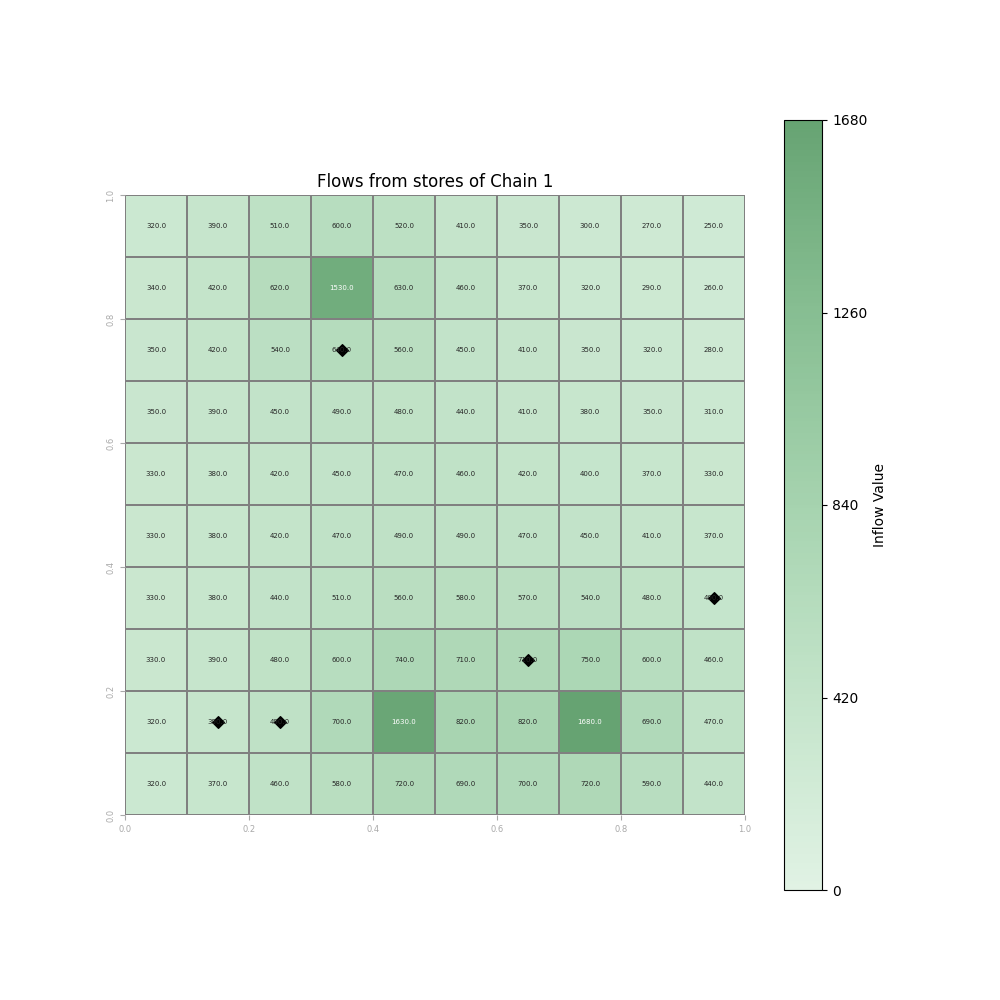 Flows from stores of Chain 1
1680
1260
840
420
0
Inflow Value
1.0
0.8
0.6
0.4
0.2
0.0
320.0 390.0 510.0 600.0 520.0 410.0 350.0 300.0 270.0 250.0
340.0 420.0 620.0 1530.0 630.0 460.0 370.0 320.0 290.0 260.0
350.0 420.0 540.0 560.0 450.0 410.0 350.0 320.0 280.0
350.0 390.0 450.0 490.0 480.0 440.0 410.0 380.0 350.0 310.0
330.0 380.0 420.0 450.0 470.0 460.0 420.0 400.0 370.0 330.0
330.0 380.0 420.0 470.0 490.0 490.0 470.0 450.0 410.0 370.0
330.0 380.0 440.0 510.0 560.0 580.0 570.0 540.0 480.0
330.0 390.0 480.0 600.0 740.0 710.0 750.0 600.0 460.0
320.0 700.0 1630.0 820.0 820.0 1680.0 690.0 470.0
320.0 370.0 460.0 580.0 720.0 690.0 700.0 720.0 590.0 440.0
0.0 0.2 0.4 0.6 0.8 1.0